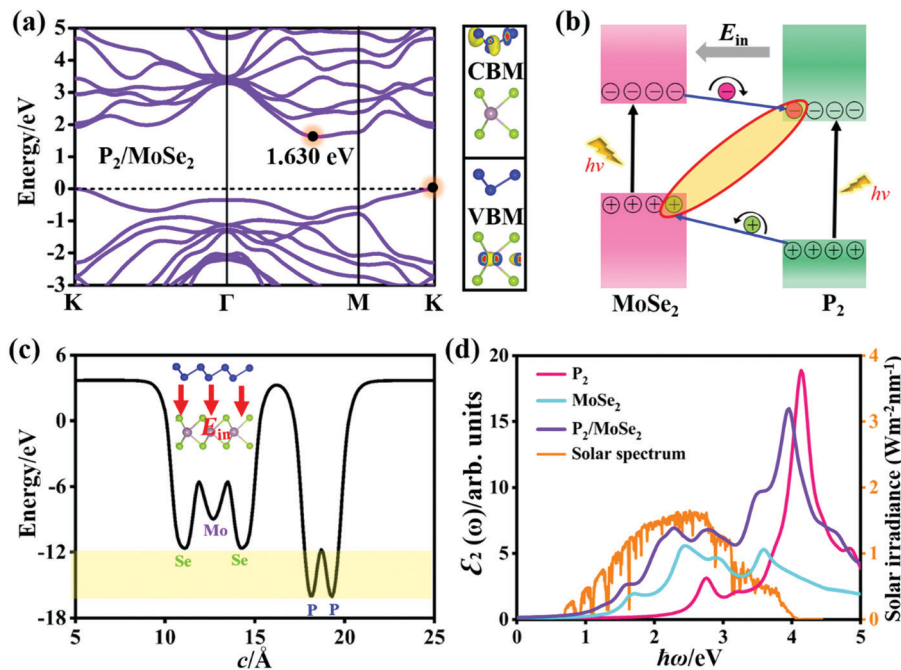 (a)
Energy/eV
5
4
3
2
1
0
-1
-2
-3
P₂/MoSe₂
1.630 eV
K
Γ
M
K
CBM
VBM
(b)
E_in
hν
hν
MoSe₂
P₂
(c)
Energy/eV
6
0
-6
-12
-18
E_in
Se
Mo
Se
P
P
5
10
15
20
25
c/Å
(d)
ε₂ (ω)/arb. units
20
15
10
5
0
P₂
MoSe₂
P₂/MoSe₂
Solar spectrum
0
1
2
3
4
5
ħω/eV
4
3
2
1
0
Solar irradiance (Wm⁻²nm⁻¹)